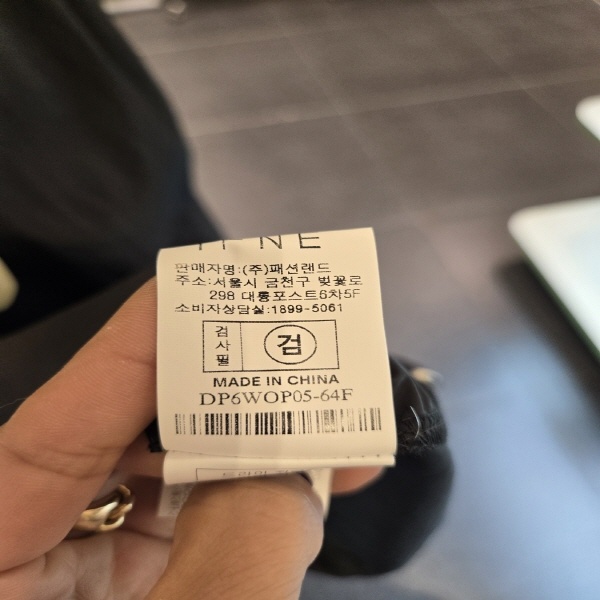 판매자명:(주)패션랜드
주소:서울시 금천구 벚꽃로
298 대륭포스트6차5F
소비자상담실:1899-5061
검사필
검
MADE IN CHINA
DP6WOP05-64F